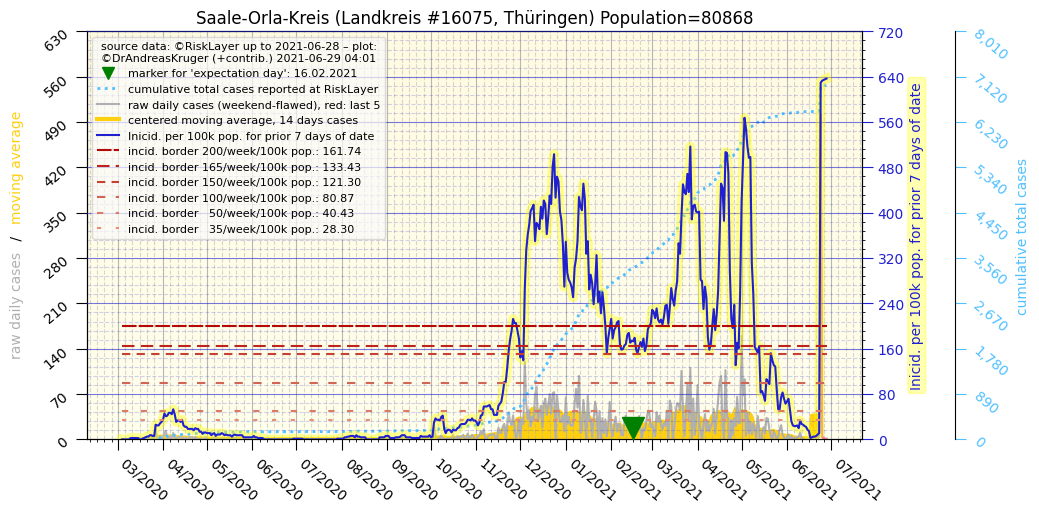 Saale-Orla-Kreis (Landkreis #16075, Thüringen) Population=80868
source data: ©RiskLayer up to 2021-06-28 – plot:
©DrAndreasKruger (+contrib.) 2021-06-29 04:01
marker for 'expectation day': 16.02.2021
cumulative total cases reported at RiskLayer
raw daily cases (weekend-flawed), red: last 5
centered moving average, 14 days cases
Inicid. per 100k pop. for prior 7 days of date
incid. border 200/week/100k pop.: 161.74
incid. border 165/week/100k pop.: 133.43
incid. border 150/week/100k pop.: 121.30
incid. border 100/week/100k pop.: 80.87
incid. border   50/week/100k pop.: 40.43
incid. border   35/week/100k pop.: 28.30
raw daily cases / moving average
630
560
490
420
350
280
210
140
70
0
03/2020
04/2020
05/2020
06/2020
07/2020
08/2020
09/2020
10/2020
11/2020
12/2020
01/2021
02/2021
03/2021
04/2021
05/2021
06/2021
07/2021
720
640
560
480
400
320
240
160
80
0
Inicid. per 100k pop. for prior 7 days of date
8,010
7,120
6,230
5,340
4,450
3,560
2,670
1,780
890
0
cumulative total cases